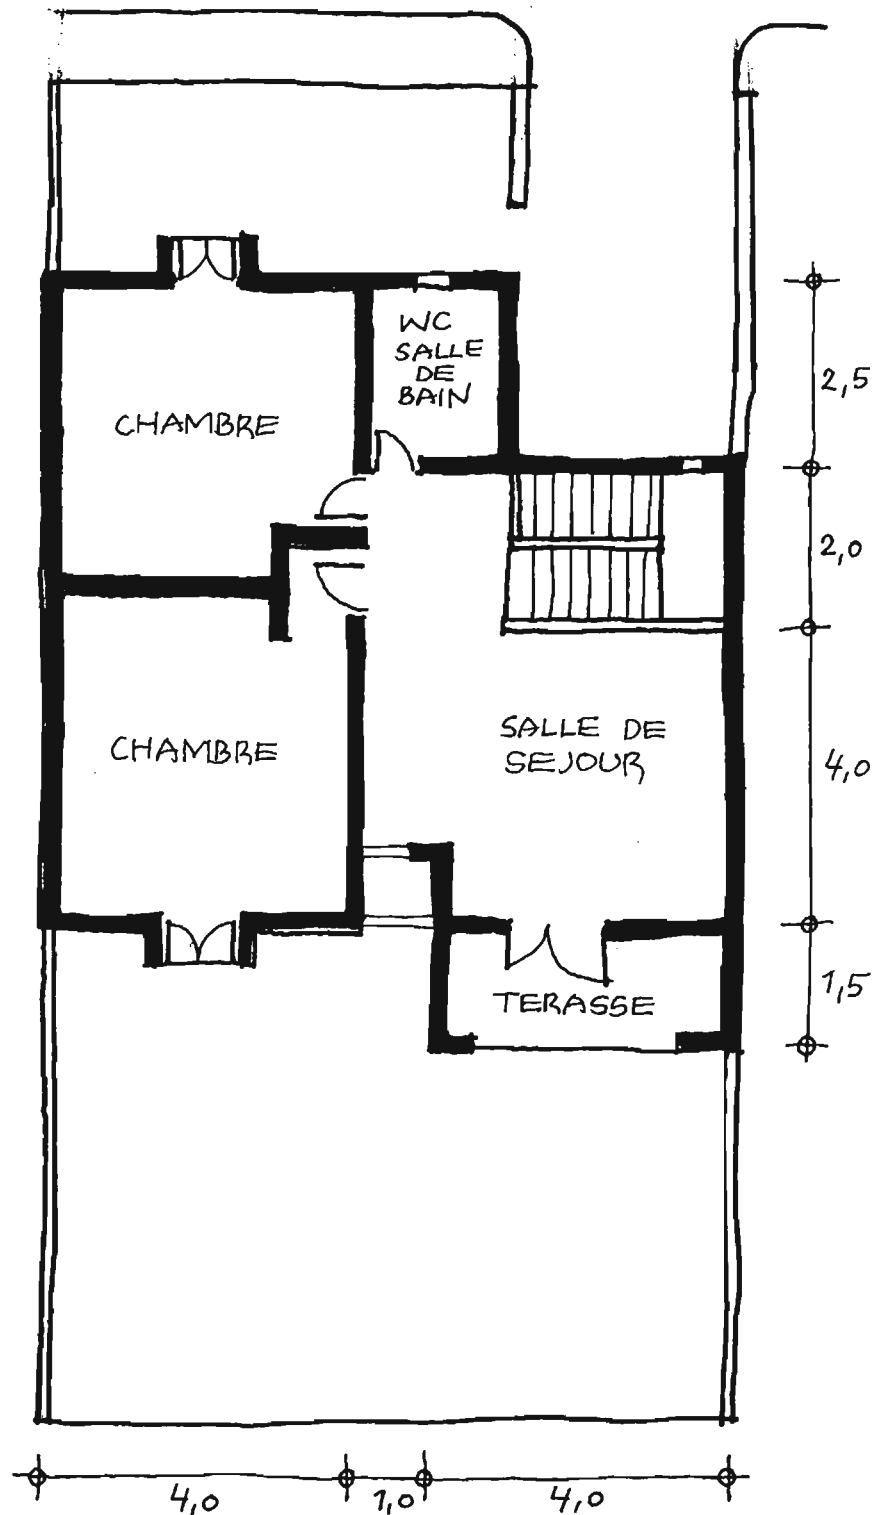 WC
SALLE
DE
BAIN
CHAMBRE
2,5
2,0
CHAMBRE
SALLE DE
SEJOUR
4,0
TERASSE
1,5
4,0
1,0
4,0